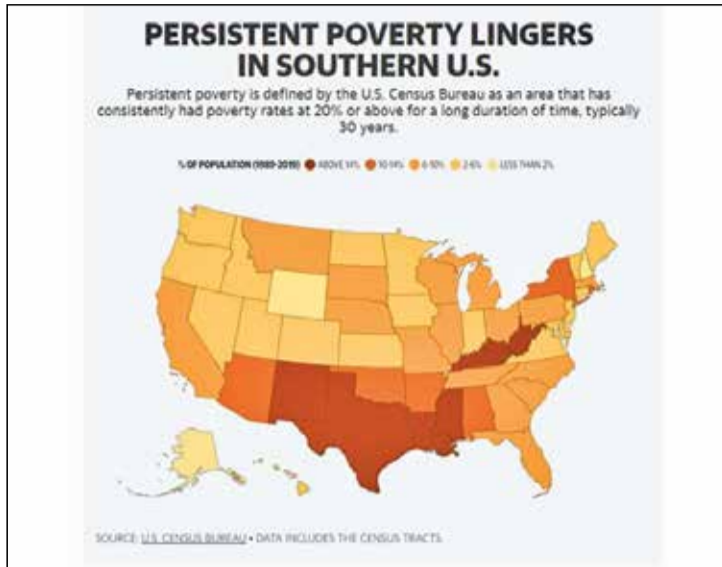 PERSISTENT POVERTY LINGERS
IN SOUTHERN U.S.
Persistent poverty is defined by the U.S. Census Bureau as an area that has
consistently had poverty rates at 20% or above for a long duration of time, typically
30 years.
% OF POPULATION (1989-2019) ABOVE 14% 10-14% 6-10% 2-6% LESS THAN 2%
SOURCE: U.S. CENSUS BUREAU • DATA INCLUDES THE CENSUS TRACTS.